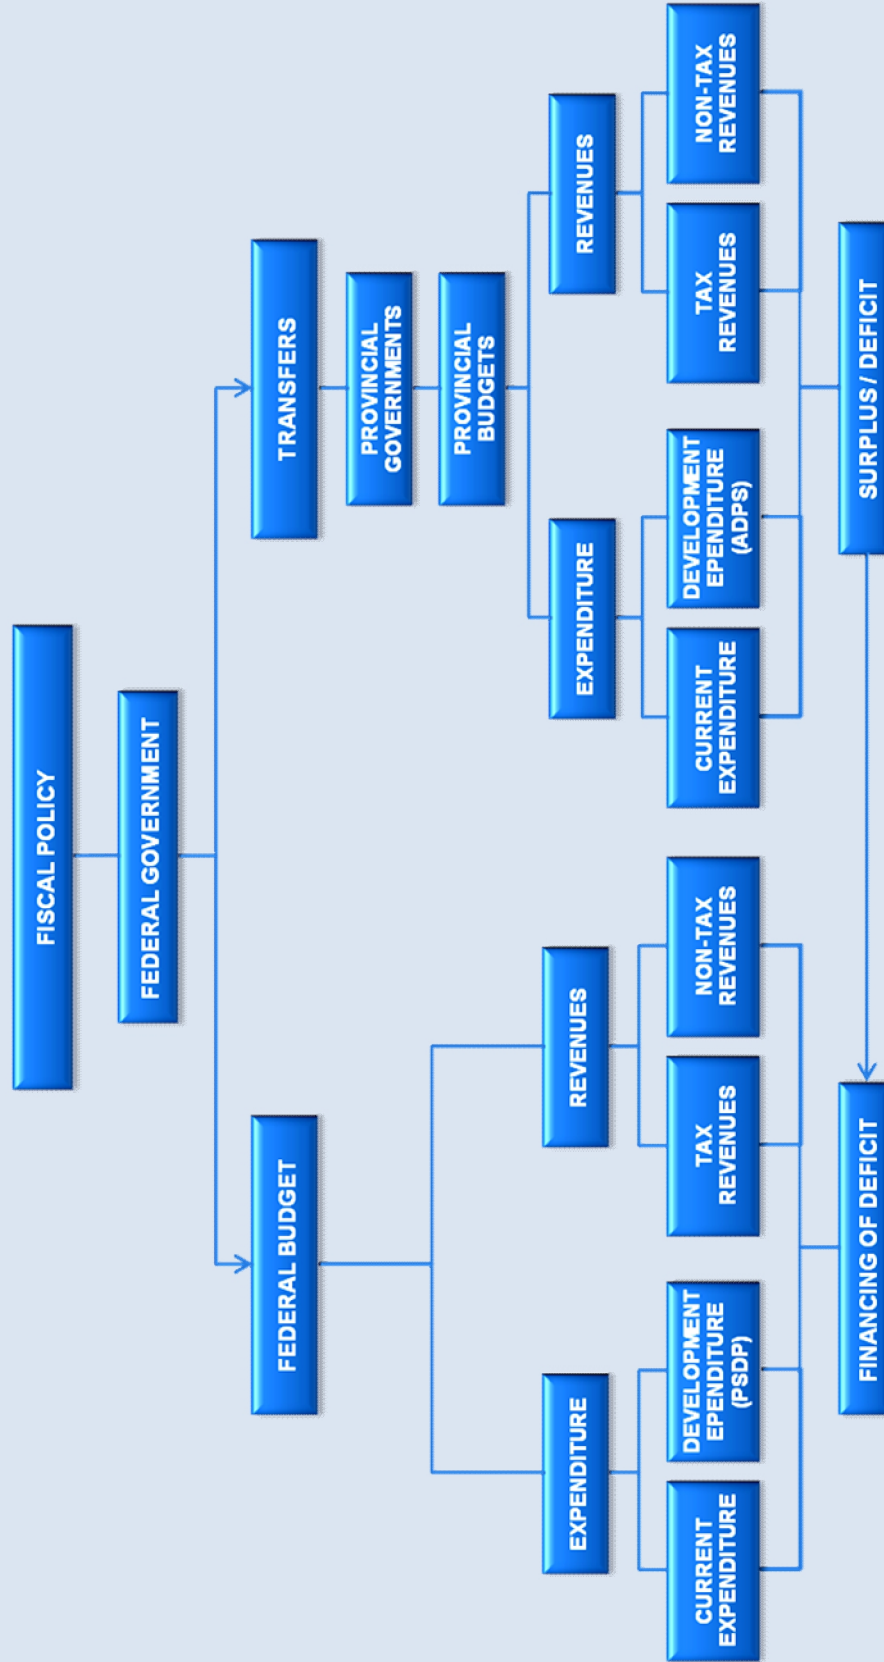 FISCAL POLICY
FEDERAL GOVERNMENT
FEDERAL BUDGET
TRANSFERS
PROVINCIAL
GOVERNMENTS
PROVINCIAL
BUDGETS
EXPENDITURE
REVENUES
EXPENDITURE
REVENUES
CURRENT
EXPENDITURE
DEVELOPMENT
EPENDITURE
(PSDP)
TAX
REVENUES
NON-TAX
REVENUES
CURRENT
EXPENDITURE
DEVELOPMENT
EPENDITURE
(ADPS)
TAX
REVENUES
NON-TAX
REVENUES
FINANCING OF DEFICIT
SURPLUS / DEFICIT